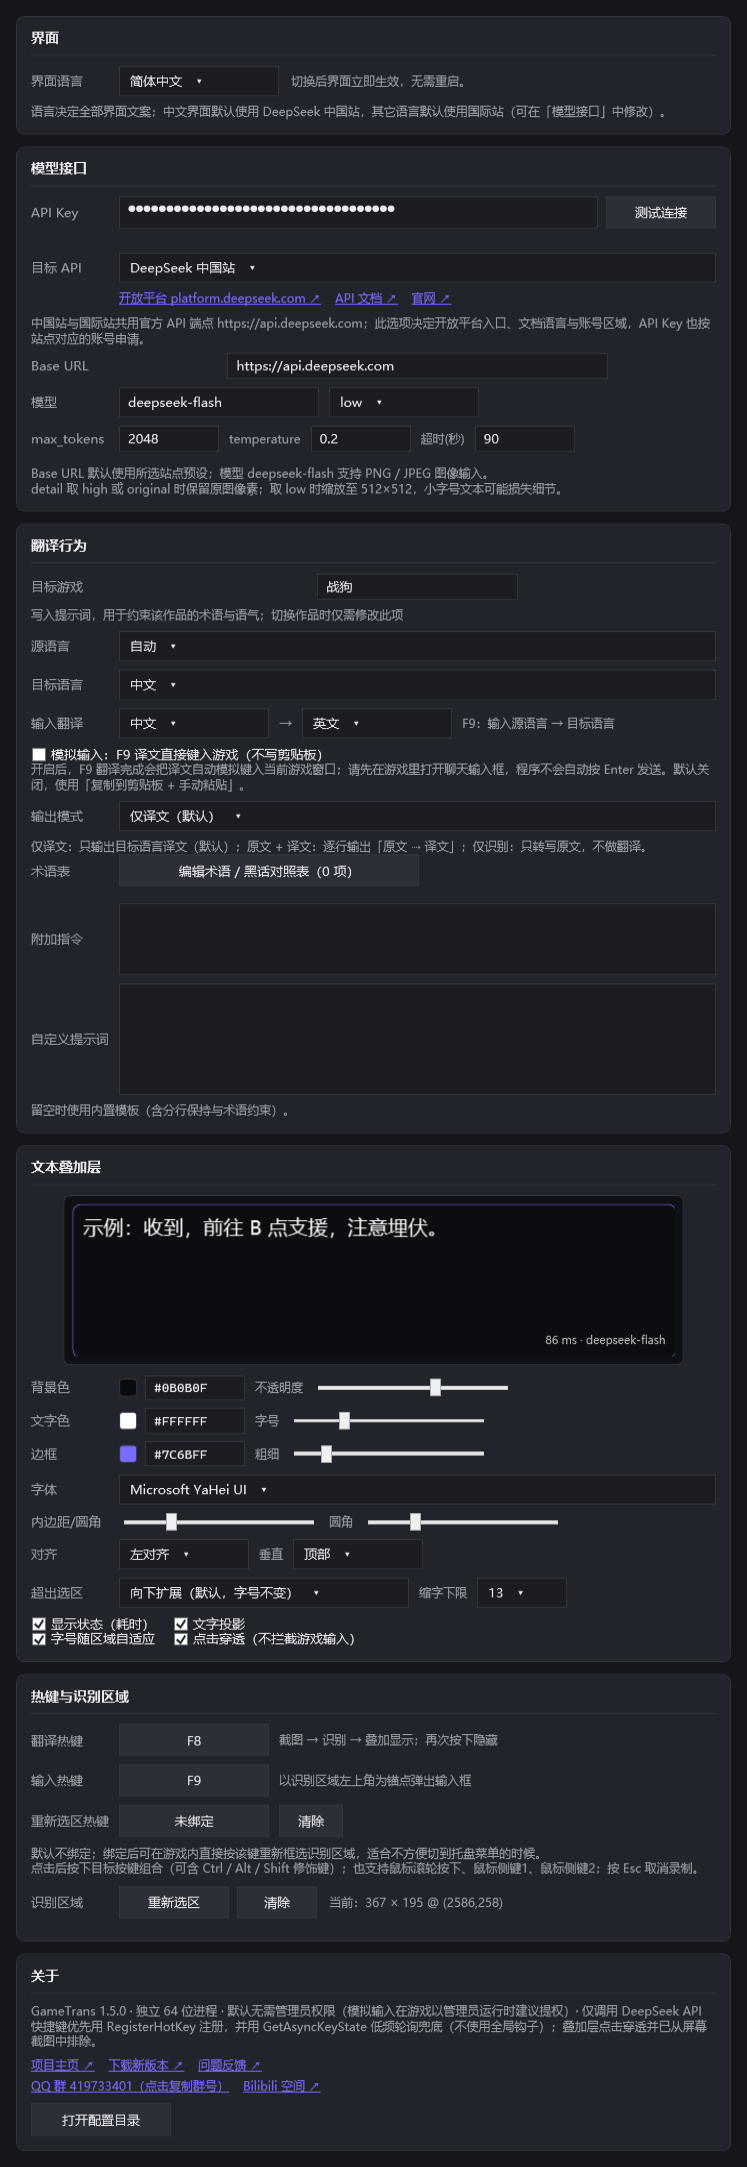 界面
界面语言 简体中文 切换后界面立即生效，无需重启。
语言决定全部界面文案；中文界面默认使用 DeepSeek 中国站，其它语言默认使用国际站（可在「模型接口」中修改）。
模型接口
API Key ●●●●●●●●●●●●●●●●●●●●●●●●●●●●●●●●●●● 测试连接
目标 API DeepSeek 中国站
开放平台 platform.deepseek.com ↗ API 文档 ↗ 官网 ↗
中国站与国际站共用官方 API 端点 https://api.deepseek.com；此选项决定开放平台入口、文档语言与账号区域，API Key 也按
站点对应的账号申请。
Base URL https://api.deepseek.com
模型 deepseek-flash low
max_tokens 2048 temperature 0.2 超时(秒) 90
Base URL 默认使用所选站点预设；模型 deepseek-flash 支持 PNG / JPEG 图像输入。
detail 取 high 或 original 时保留原图像素；取 low 时缩放至 512×512，小字号文本可能损失细节。
翻译行为
目标游戏 战狗
写入提示词，用于约束该作品的术语与语气；切换作品时仅需修改此项
源语言 自动
目标语言 中文
输入翻译 中文 → 英文 F9：输入源语言 → 目标语言
模拟输入：F9 译文直接键入游戏（不写剪贴板）
开启后，F9 翻译完成会把译文自动模拟键入当前游戏窗口；请先在游戏里打开聊天输入框，程序不会自动按 Enter 发送。默认关
闭，使用「复制到剪贴板 + 手动粘贴」。
输出模式 仅译文（默认）
仅译文：只输出目标语言译文（默认）；原文 + 译文：逐行输出「原文 → 译文」；仅识别：只转写原文，不做翻译。
术语表 编辑术语 / 黑话对照表（0 项）
附加指令
自定义提示词
留空时使用内置模板（含分行保持与术语约束）。
文本叠加层
示例：收到，前往 B 点支援，注意埋伏。
86 ms · deepseek-flash
背景色 #0B0B0F 不透明度
文字色 #FFFFFF 字号
边框 #7C6BFF 粗细
字体 Microsoft YaHei UI
内边距/圆角 圆角
对齐 左对齐 垂直 顶部
超出选区 向下扩展（默认，字号不变） 缩字下限 13
显示状态（耗时） 文字投影
字号随区域自适应 点击穿透（不拦截游戏输入）
热键与识别区域
翻译热键 F8 截图 → 识别 → 叠加显示；再次按下隐藏
输入热键 F9 以识别区域左上角为锚点弹出输入框
重新选区热键 未绑定 清除
默认不绑定；绑定后可在游戏内直接按该键重新框选识别区域，适合不方便切到托盘菜单的时候。
点击后按下目标按键组合（可含 Ctrl / Alt / Shift 修饰键）；也支持鼠标滚轮按下、鼠标侧键1、鼠标侧键2；按 Esc 取消录制。
识别区域 重新选区 清除 当前：367 × 195 @ (2586,258)
关于
GameTrans 1.5.0 · 独立 64 位进程 · 默认无需管理员权限（模拟输入在游戏以管理员运行时建议提权）· 仅调用 DeepSeek API
快捷键优先用 RegisterHotKey 注册，并用 GetAsyncKeyState 低频轮询兜底（不使用全局钩子）；叠加层点击穿透并已从屏幕
截图中排除。
项目主页 ↗ 下载新版本 ↗ 问题反馈 ↗
QQ 群 419733401（点击复制群号） Bilibili 空间 ↗
打开配置目录